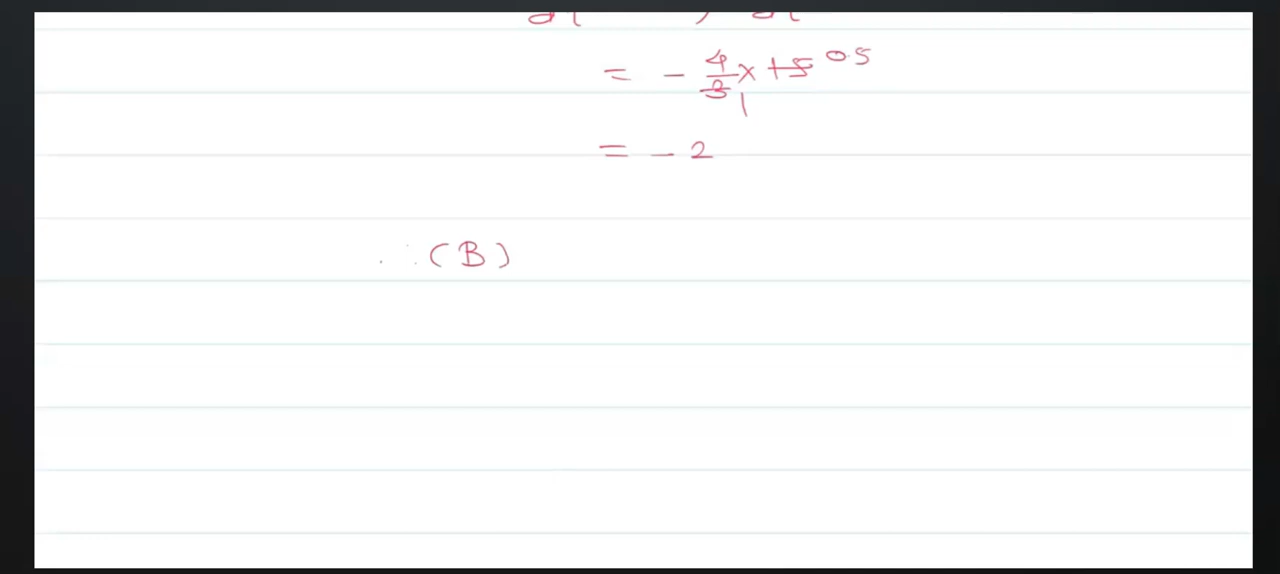 = - 4/3 x + 5 0.5
1
= - 2
∴ (B)